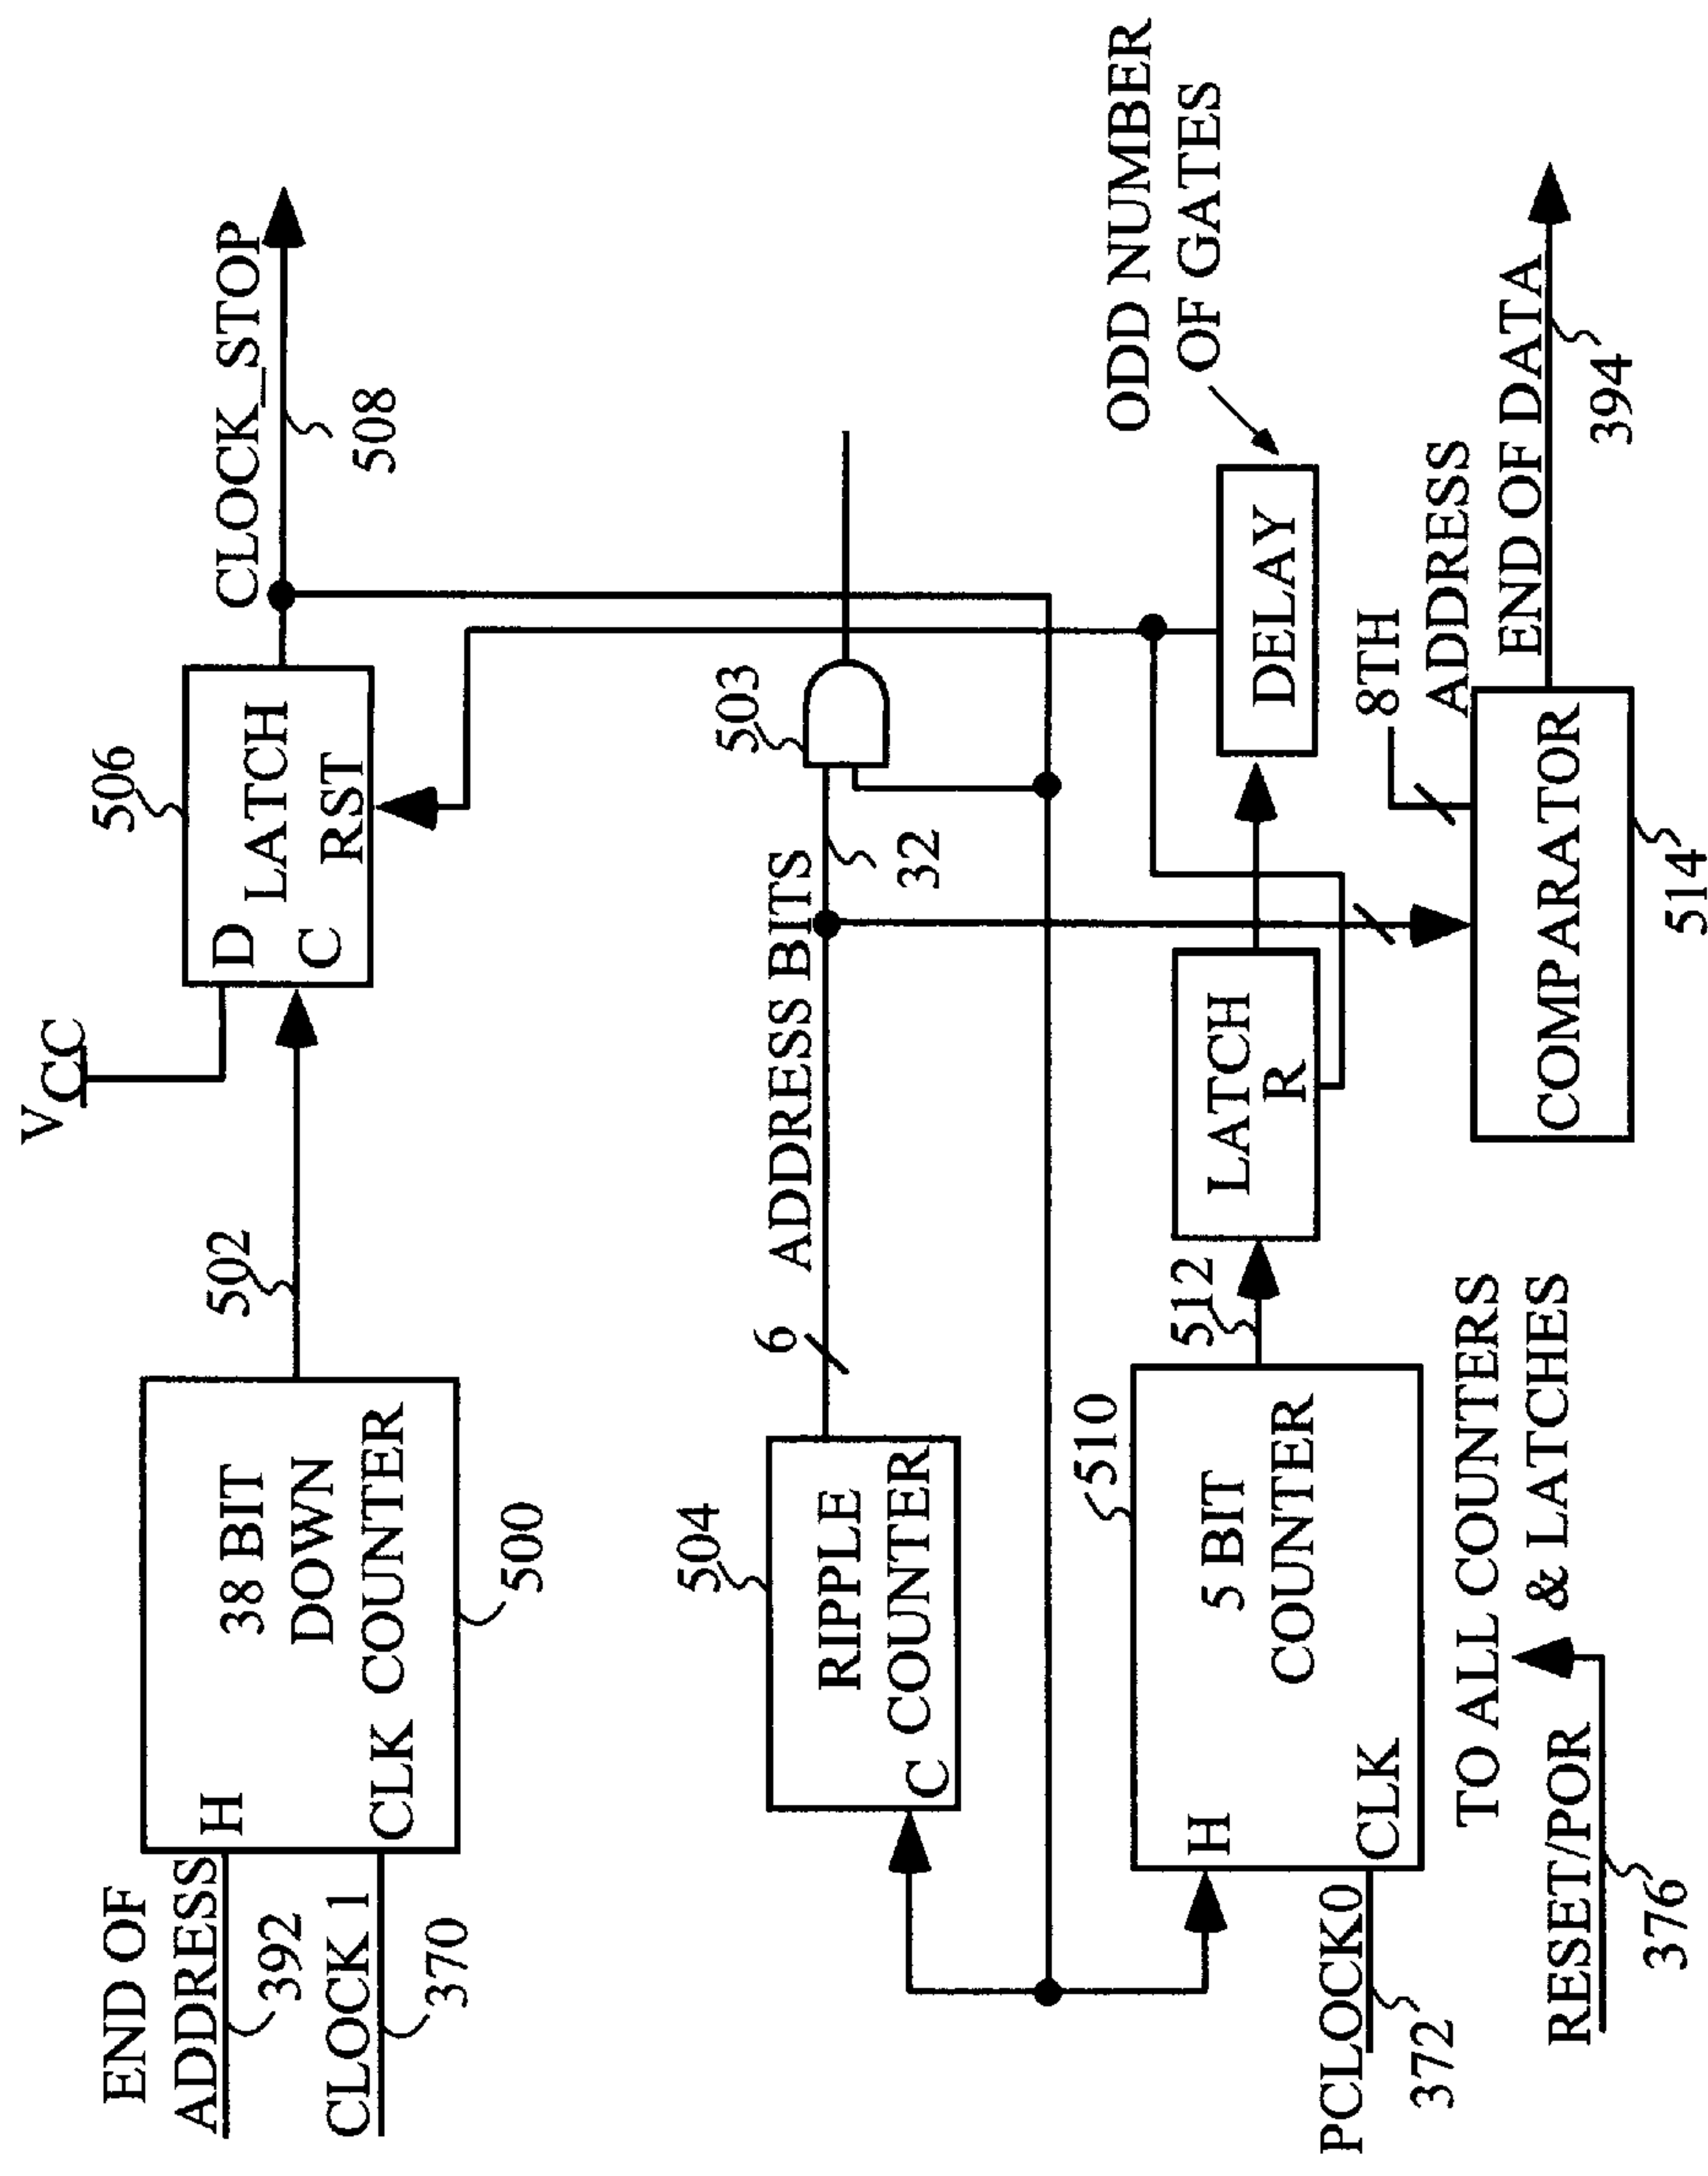 END OF
ADDRESS
392
CLOCK 1
370
H
38 BIT
DOWN
CLK COUNTER
500
502
VCC
506
D
LATCH
C
RST
CLOCK_STOP
508
504
RIPPLE
C COUNTER
6
ADDRESS BITS
32
503
PCLOCK0
372
H
5 BIT
COUNTER
CLK
510
512
LATCH
R
DELAY
ODD NUMBER
OF GATES
RESET/POR
376
TO ALL COUNTERS
& LATCHES
8TH
ADDRESS
COMPARATOR
514
END OF DATA
394